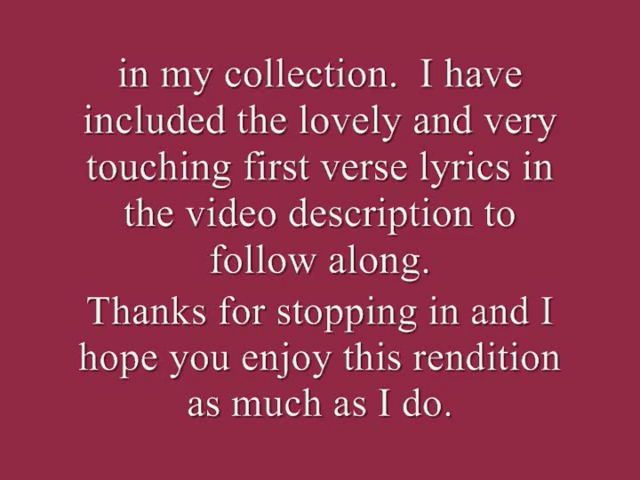 in my collection.  I have
included the lovely and very
touching first verse lyrics in
the video description to
follow along.
Thanks for stopping in and I
hope you enjoy this rendition
as much as I do.